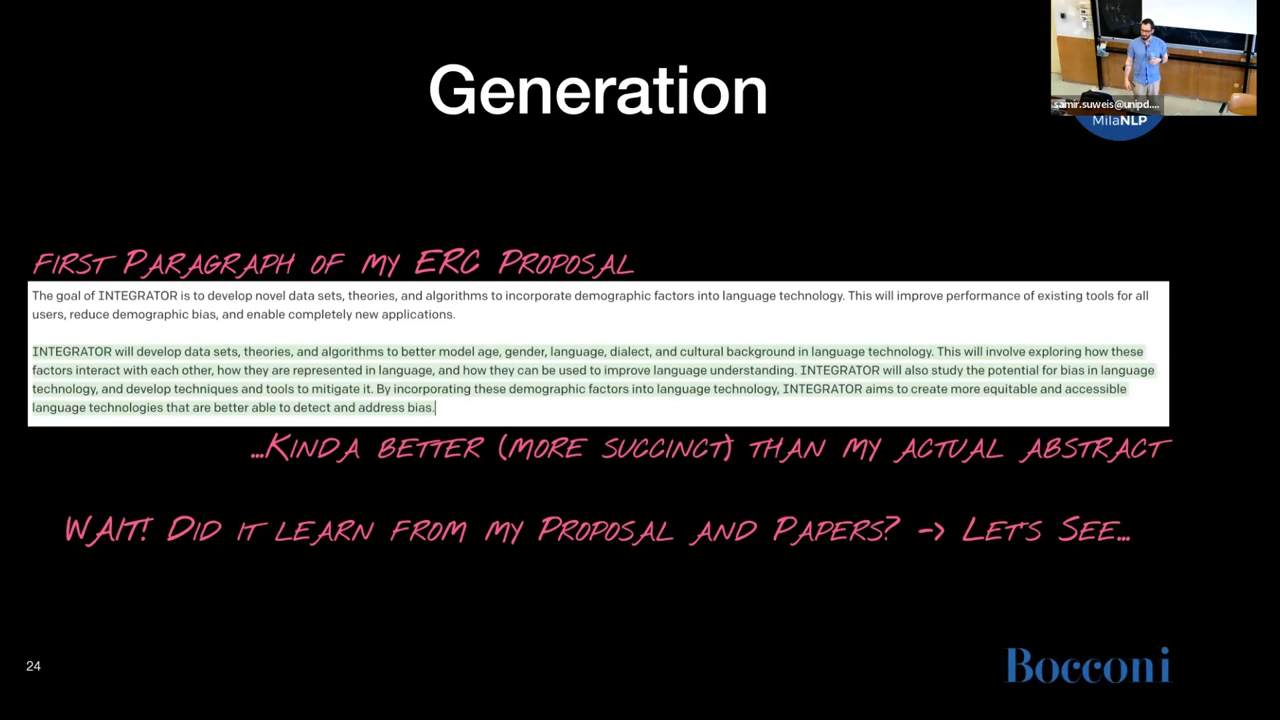 Generation
samir.suweis@unipd....
MilaNLP
FIRST PARAGRAPH OF MY ERC PROPOSAL
The goal of INTEGRATOR is to develop novel data sets, theories, and algorithms to incorporate demographic factors into language technology. This will improve performance of existing tools for all
users, reduce demographic bias, and enable completely new applications.
INTEGRATOR will develop data sets, theories, and algorithms to better model age, gender, language, dialect, and cultural background in language technology. This will involve exploring how these
factors interact with each other, how they are represented in language, and how they can be used to improve language understanding. INTEGRATOR will also study the potential for bias in language
technology, and develop techniques and tools to mitigate it. By incorporating these demographic factors into language technology, INTEGRATOR aims to create more equitable and accessible
language technologies that are better able to detect and address bias.
...KINDA BETTER (MORE SUCCINCT) THAN MY ACTUAL ABSTRACT
WAIT! DID IT LEARN FROM MY PROPOSAL AND PAPERS? -> LET'S SEE...
24
Bocconi